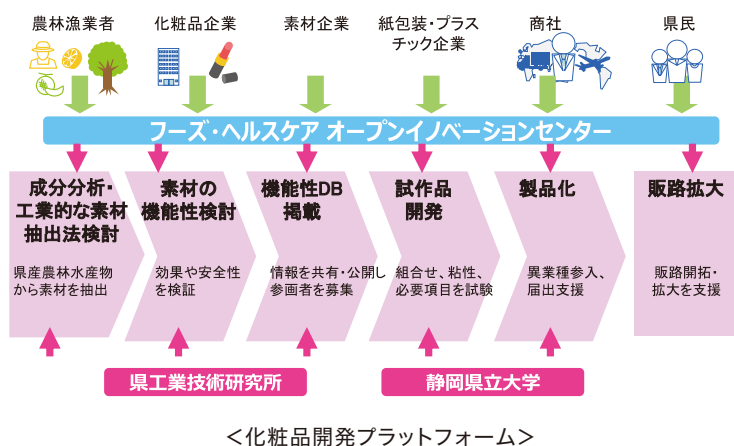 農林漁業者
化粧品企業
素材企業
紙包装・プラス
チック企業
商社
県民
フーズ・ヘルスケア オープンイノベーションセンター
成分分析・
工業的な素材
抽出法検討
県産農林水産物
から素材を抽出
素材の
機能性検討
効果や安全性
を検証
機能性DB
掲載
情報を共有・公開し
参画者を募集
試作品
開発
組合せ、粘性、
必要項目を試験
製品化
異業種参入、
届出支援
販路拡大
販路開拓・
拡大を支援
県工業技術研究所
静岡県立大学
＜化粧品開発プラットフォーム＞